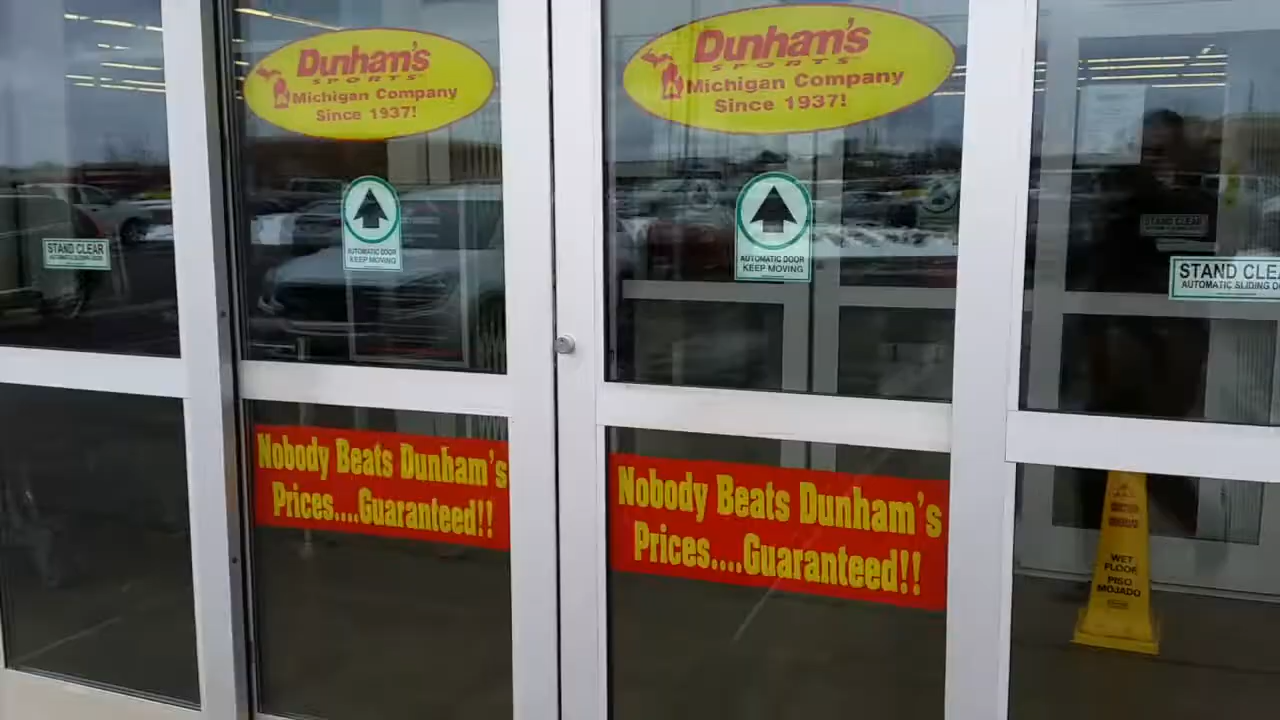 Dunham's
SPORTS
Michigan Company
Since 1937!
Dunham's
SPORTS
Michigan Company
Since 1937!
AUTOMATIC DOOR
KEEP MOVING
AUTOMATIC DOOR
KEEP MOVING
STAND CLEAR
STAND CLEAR
STAND CLEA
AUTOMATIC SLIDING DO
Nobody Beats Dunham's
Prices....Guaranteed!!
Nobody Beats Dunham's
Prices....Guaranteed!!
WET
FLOOR
PISO
MOJADO